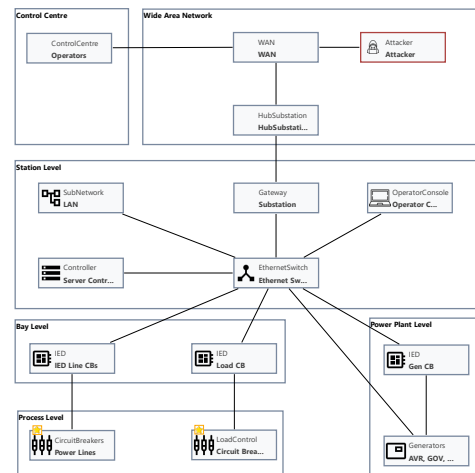 Control Centre
Wide Area Network
ControlCentre
Operators
WAN
WAN
Attacker
Attacker
HubSubstation
HubSubstati...
Station Level
SubNetwork
LAN
Gateway
Substation
OperatorConsole
Operator C...
Controller
Server Contr...
EthernetSwitch
Ethernet Sw...
Bay Level
Power Plant Level
IED
IED Line CBs
IED
Load CB
IED
Gen CB
Process Level
CircuitBreakers
Power Lines
LoadControl
Circuit Brea...
Generators
AVR, GOV, ...